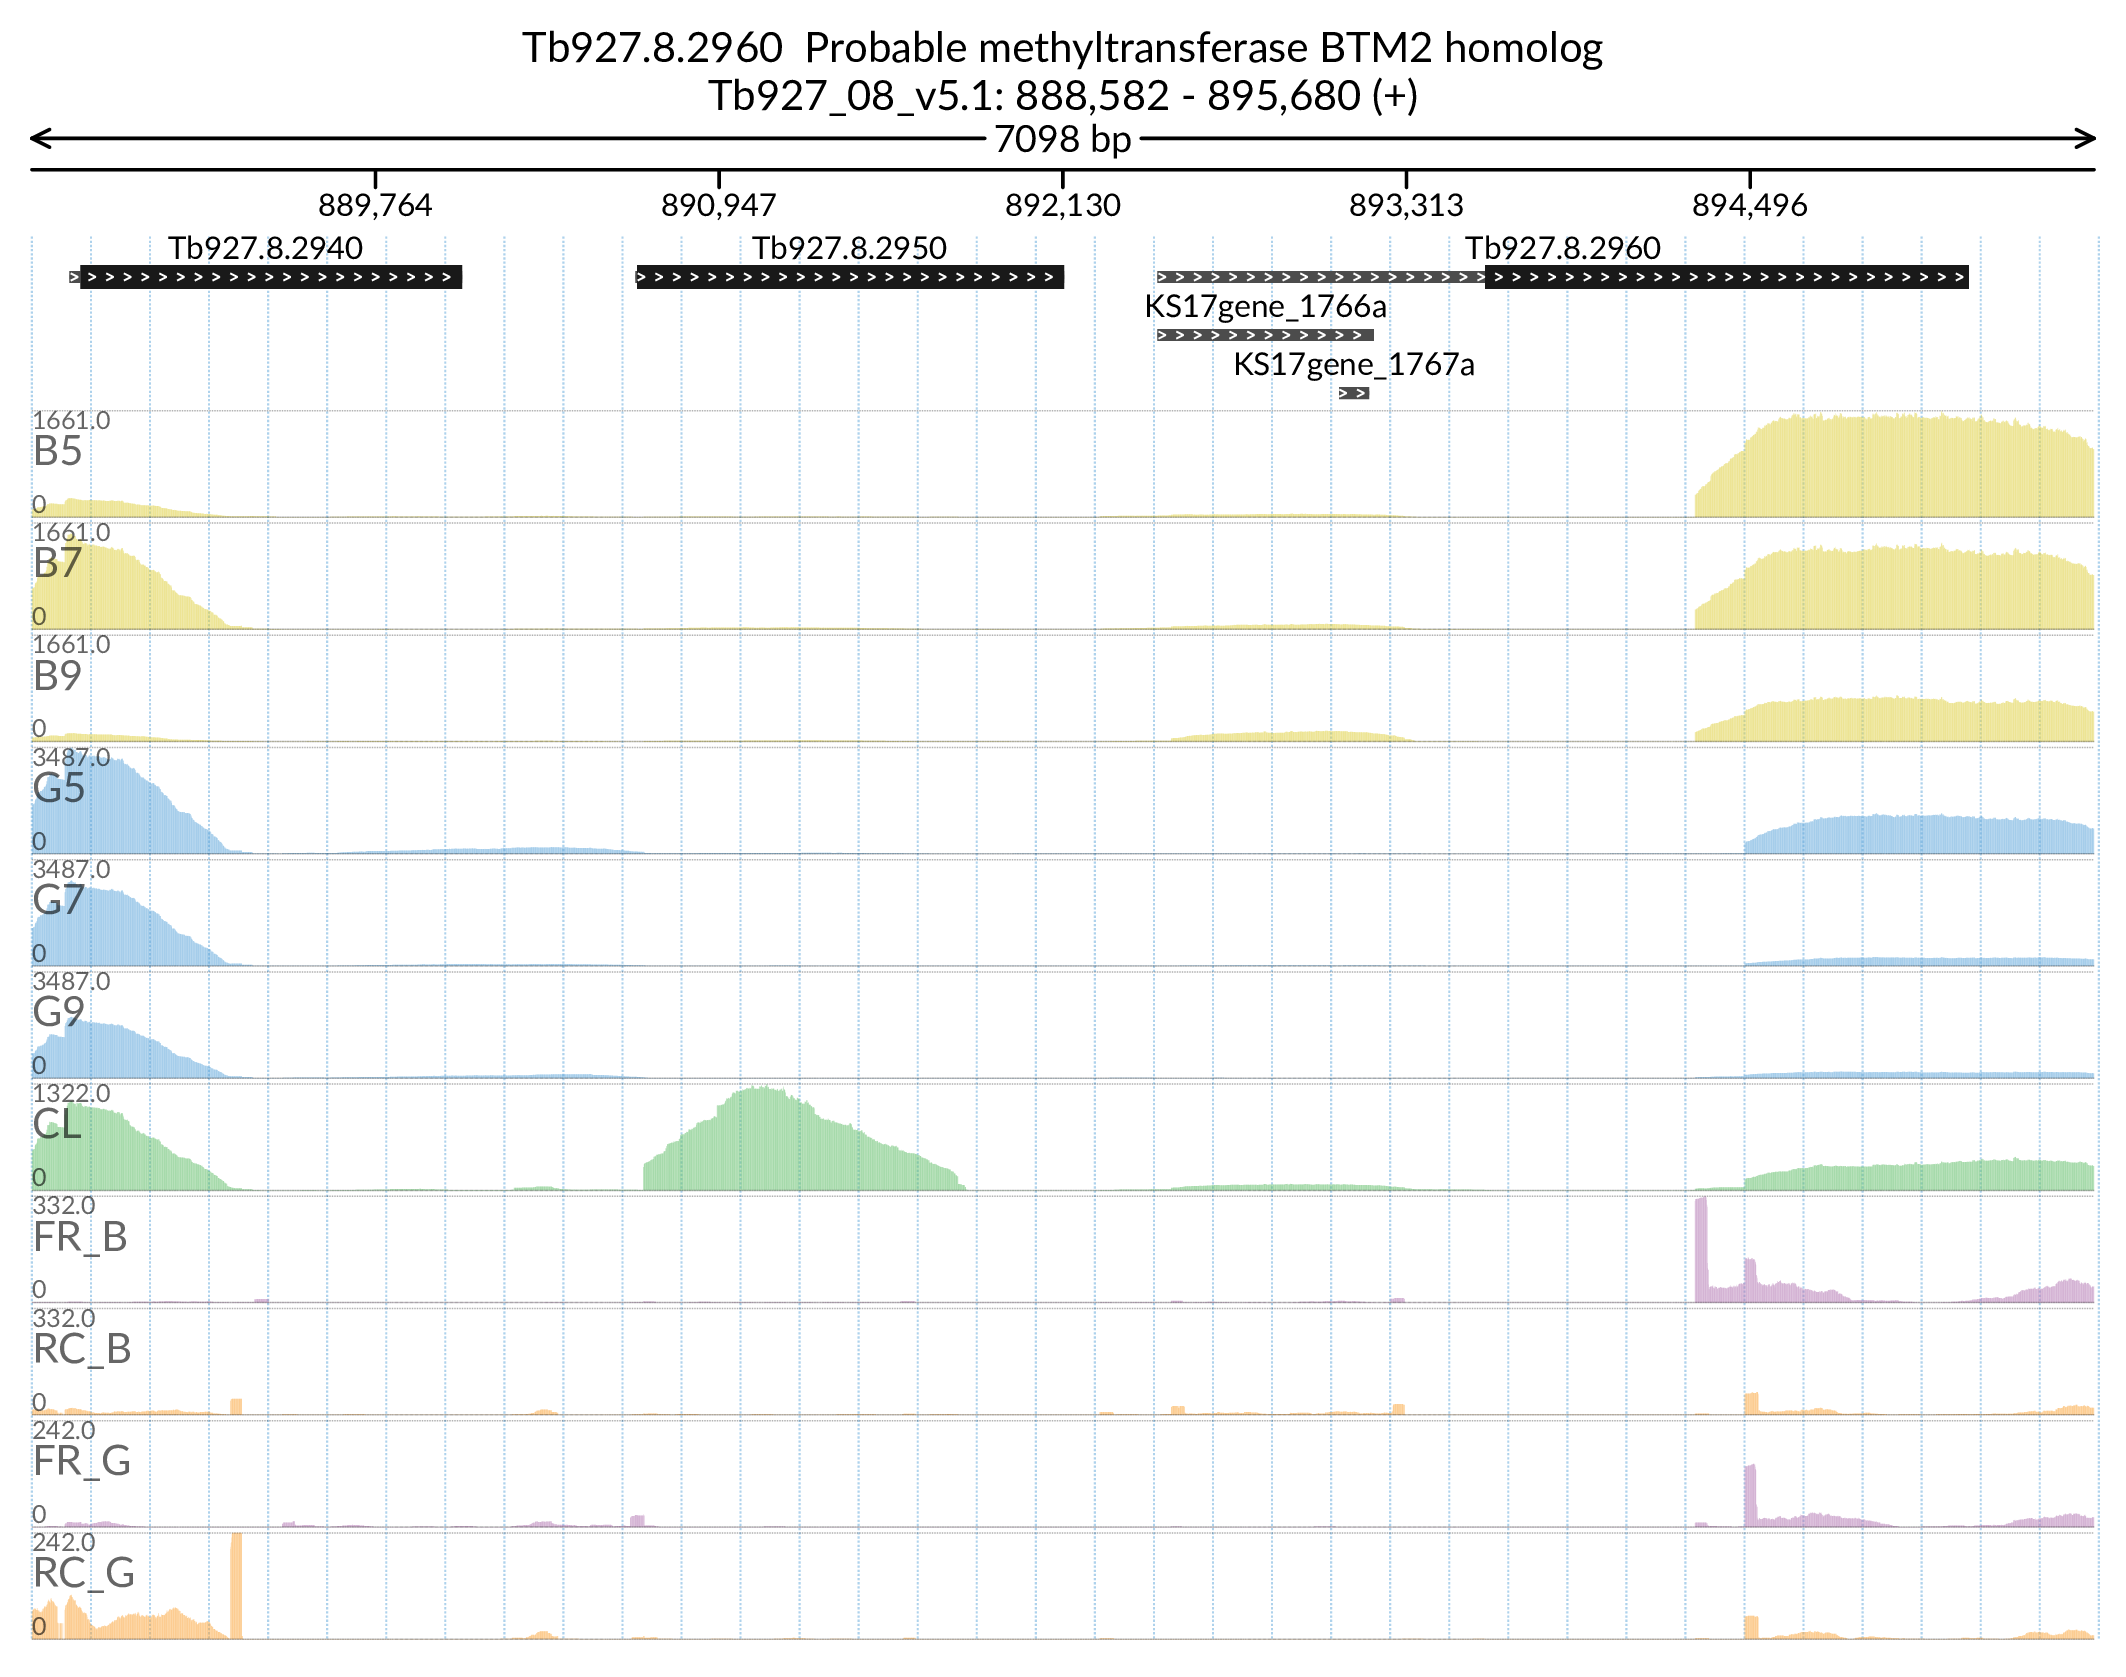 Tb927.8.2960  Probable methyltransferase BTM2 homolog
Tb927_08_v5.1: 888,582 - 895,680 (+)
7098 bp
889,764 890,947 892,130 893,313 894,496
Tb927.8.2940 Tb927.8.2950 Tb927.8.2960
KS17gene_1766a
KS17gene_1767a
1661.0
B5
0
1661.0
B7
0
1661.0
B9
0
3487.0
G5
0
3487.0
G7
0
3487.0
G9
0
1322.0
CL
0
332.0
FR_B
0
332.0
RC_B
0
242.0
FR_G
0
242.0
RC_G
0